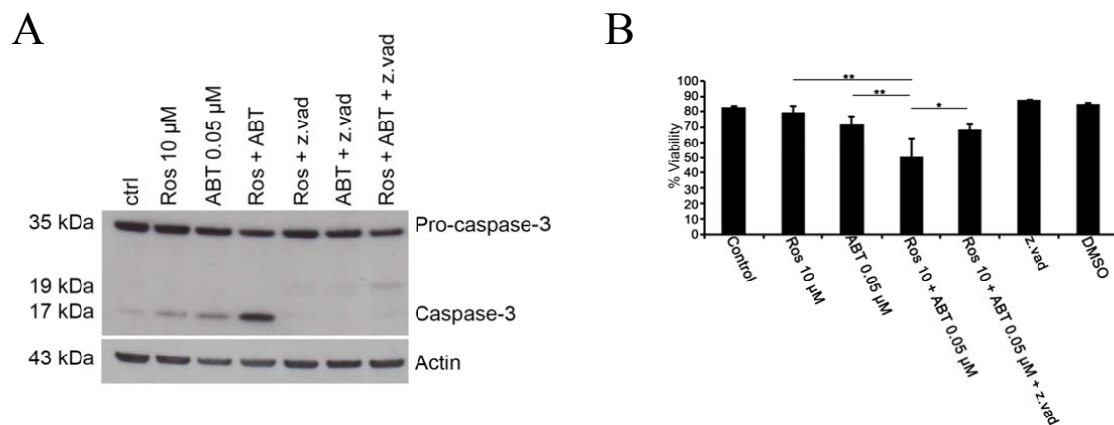 A
ctrl
Ros 10 µM
ABT 0.05 µM
Ros + ABT
Ros + z.vad
ABT + z.vad
Ros + ABT + z.vad
35 kDa
Pro-caspase-3
19 kDa
17 kDa
Caspase-3
43 kDa
Actin
B
% Viability
100
90
80
70
60
50
40
30
20
10
0
**
**
*
Control
Ros 10 µM
ABT 0.05 µM
Ros 10 + ABT 0.05 µM
Ros 10 + ABT 0.05 µM + z.vad
z.vad
DMSO